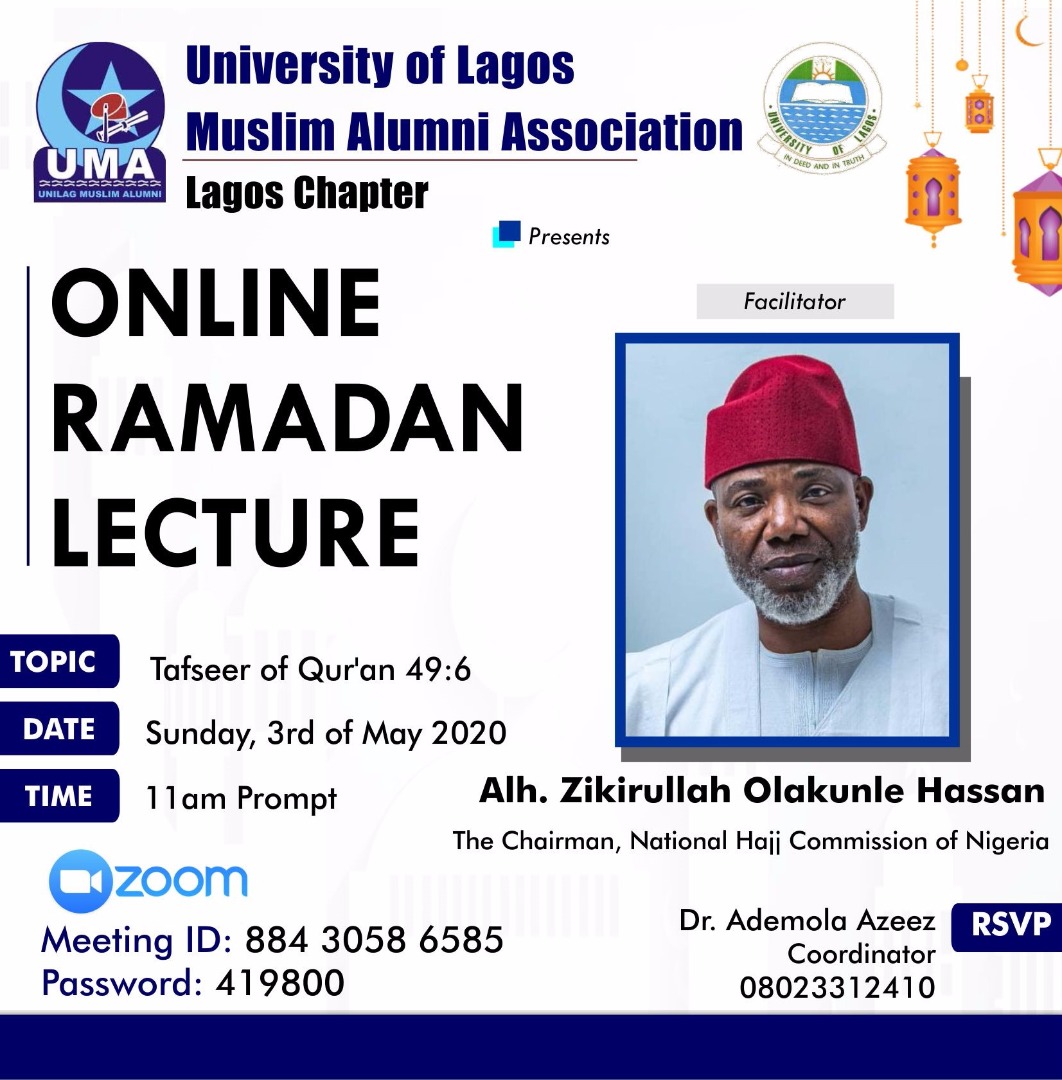 University of Lagos
Muslim Alumni Association
Lagos Chapter
UMA
UNILAG MUSLIM ALUMNI
UNIVERSITY OF LAGOS
IN DEED AND IN TRUTH
Presents
ONLINE
RAMADAN
LECTURE
Facilitator
TOPIC Tafseer of Qur'an 49:6
DATE Sunday, 3rd of May 2020
TIME 11am Prompt
Alh. Zikirullah Olakunle Hassan
The Chairman, National Hajj Commission of Nigeria
zoom
Meeting ID: 884 3058 6585
Password: 419800
RSVP
Dr. Ademola Azeez
Coordinator
08023312410